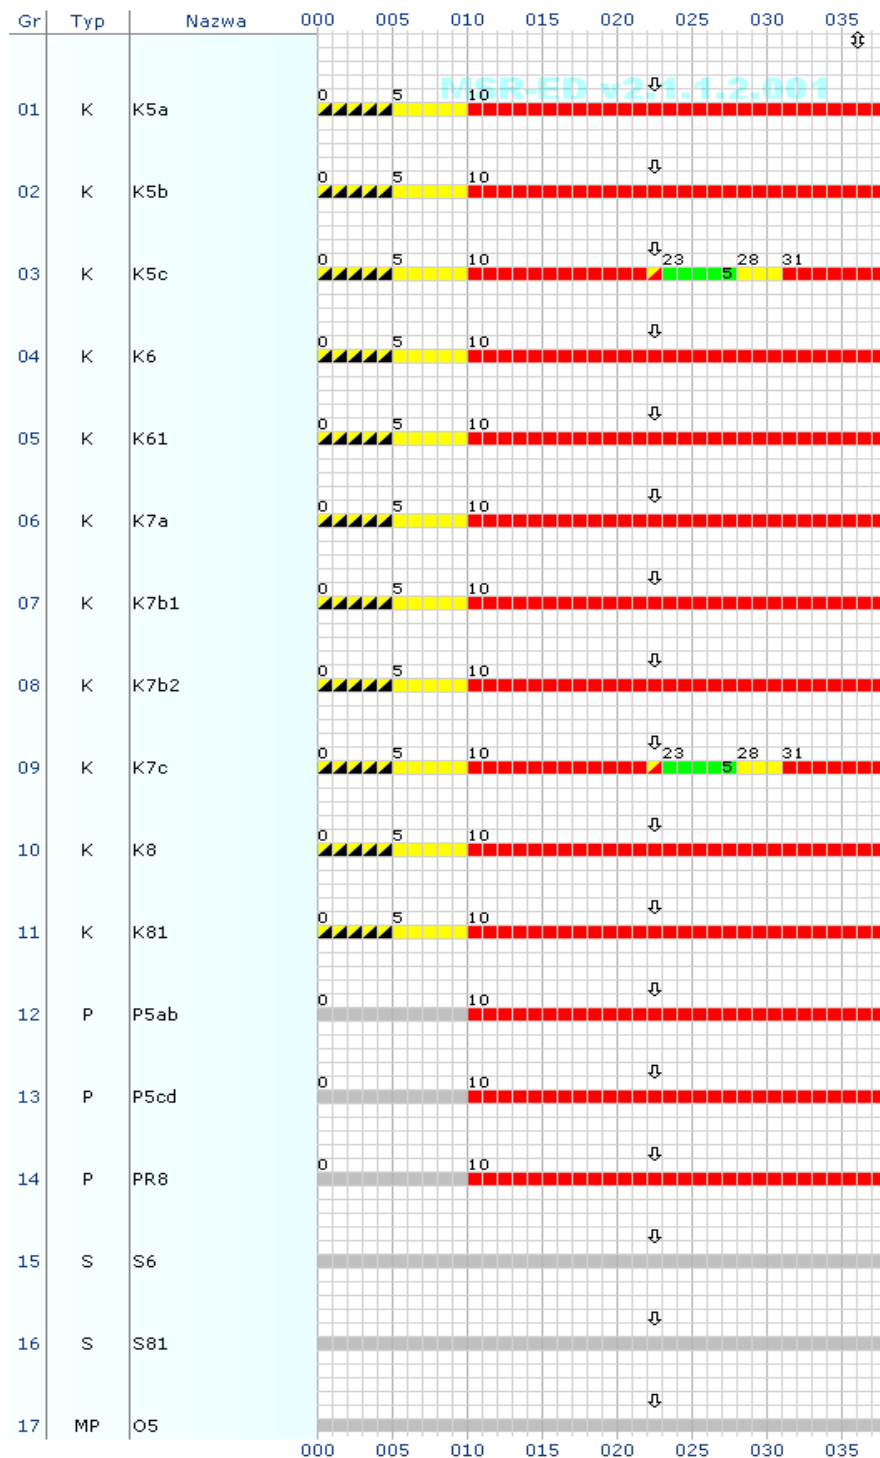 Gr Typ Nazwa 000 005 010 015 020 025 030 035
MSR-ED v2.1.1.2.001
0 5 10
01 K K5a
0 5 10
02 K K5b
0 5 10 23 28 31
03 K K5c 5
0 5 10
04 K K6
0 5 10
05 K K61
0 5 10
06 K K7a
0 5 10
07 K K7b1
0 5 10
08 K K7b2
0 5 10 23 28 31
09 K K7c 5
0 5 10
10 K K8
0 5 10
11 K K81
0 10
12 P P5ab
0 10
13 P P5cd
0 10
14 P PR8
15 S S6
16 S S81
17 MP O5
000 005 010 015 020 025 030 035